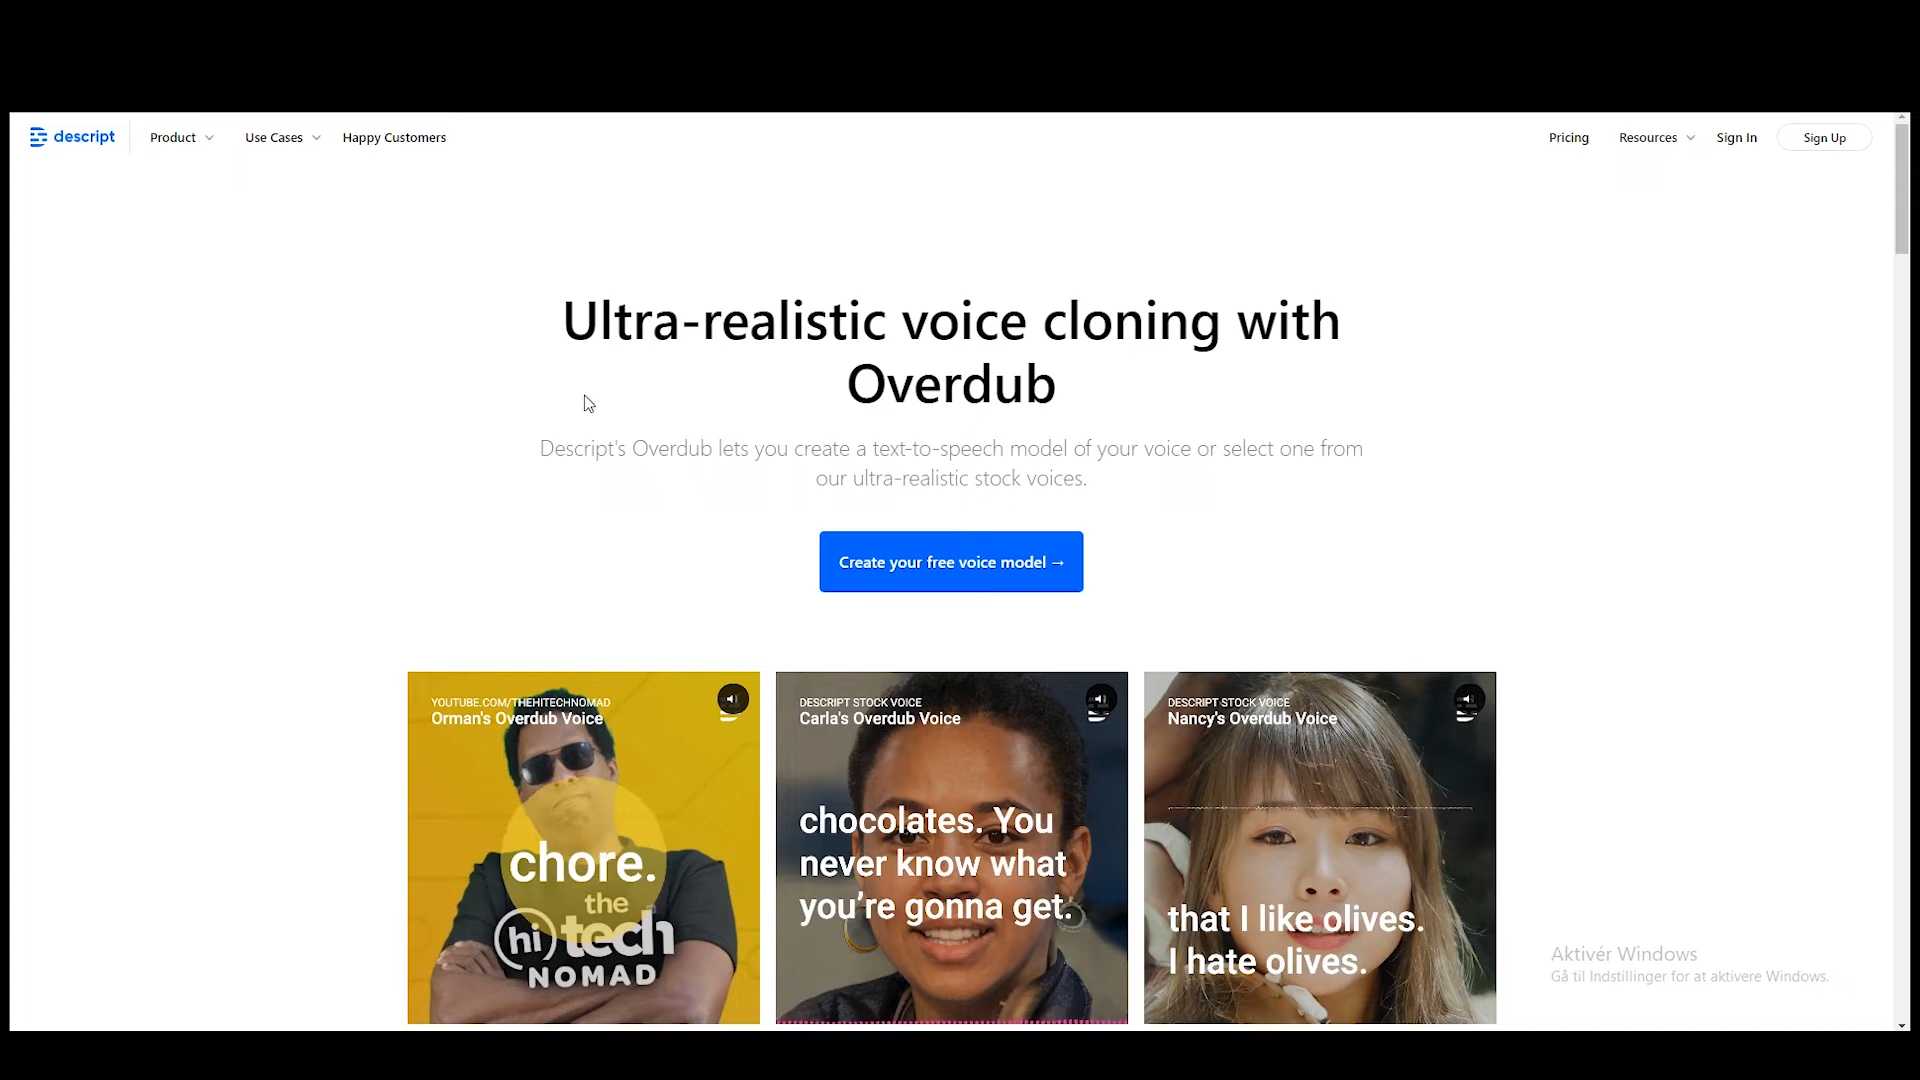 descript
Product
Use Cases
Happy Customers
Pricing
Resources
Sign In
Sign Up
Ultra-realistic voice cloning with
Overdub
Descript's Overdub lets you create a text-to-speech model of your voice or select one from
our ultra-realistic stock voices.
Create your free voice model →
YOUTUBE.COM/THEHITECHNOMAD
Orman's Overdub Voice
chore.
the
hi tech
NOMAD
DESCRIPT STOCK VOICE
Carla's Overdub Voice
chocolates. You
never know what
you’re gonna get.
DESCRIPT STOCK VOICE
Nancy's Overdub Voice
that I like olives.
I hate olives.
Aktivér Windows
Gå til Indstillinger for at aktivere Windows.